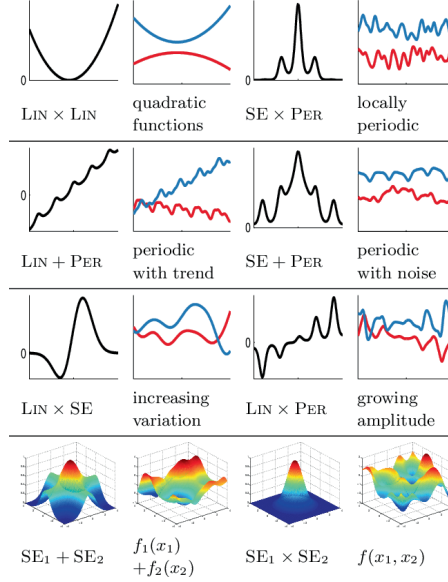 0
0
LIN × LIN
quadratic
functions
SE × PER
locally
periodic
0
0
LIN + PER
periodic
with trend
SE + PER
periodic
with noise
0
0
LIN × SE
increasing
variation
LIN × PER
growing
amplitude
SE₁ + SE₂
f₁(x₁)
+f₂(x₂)
SE₁ × SE₂
f(x₁, x₂)